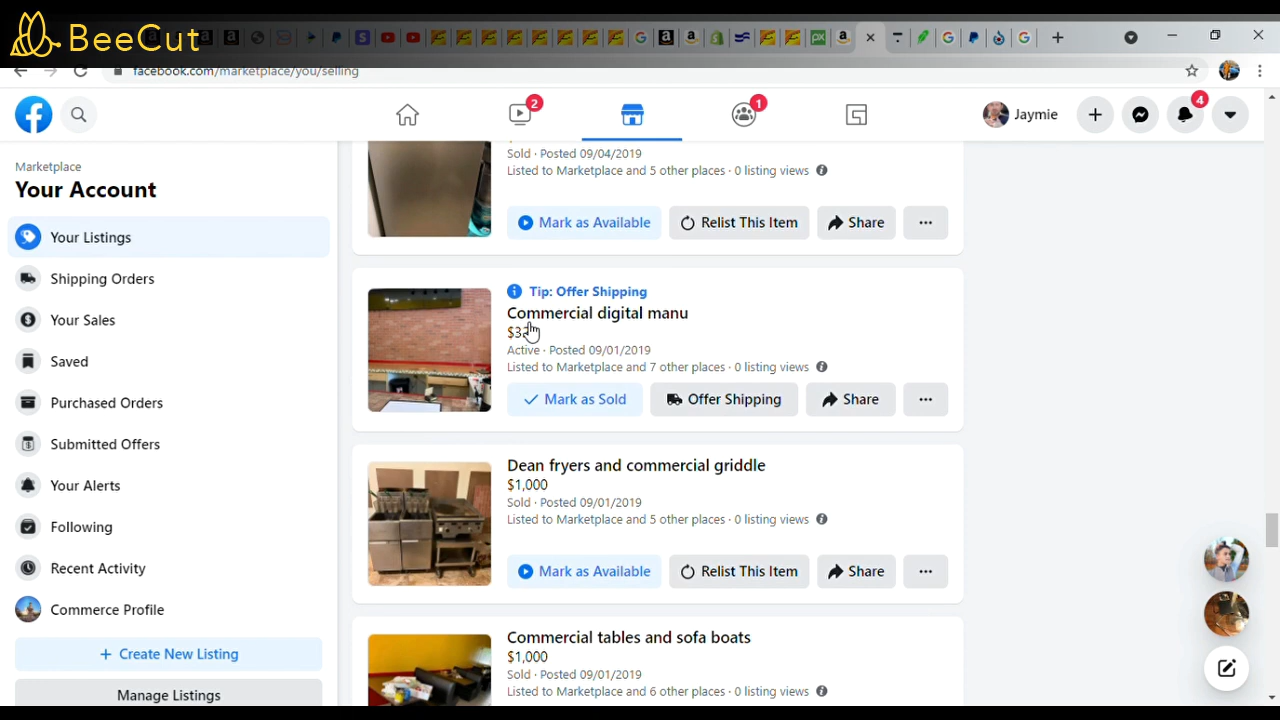 BeeCut
facebook.com/marketplace/you/selling
2
1
4
Jaymie
Marketplace
Your Account
Your Listings
Shipping Orders
Your Sales
Saved
Purchased Orders
Submitted Offers
Your Alerts
Following
Recent Activity
Commerce Profile
+ Create New Listing
Manage Listings
Sold · Posted 09/04/2019
Listed to Marketplace and 5 other places · 0 listing views
Mark as Available
Relist This Item
Share
Tip: Offer Shipping
Commercial digital manu
Active · Posted 09/01/2019
Listed to Marketplace and 7 other places · 0 listing views
Mark as Sold
Offer Shipping
Share
Dean fryers and commercial griddle
$1,000
Sold · Posted 09/01/2019
Listed to Marketplace and 5 other places · 0 listing views
Mark as Available
Relist This Item
Share
Commercial tables and sofa boats
$1,000
Sold · Posted 09/01/2019
Listed to Marketplace and 6 other places · 0 listing views